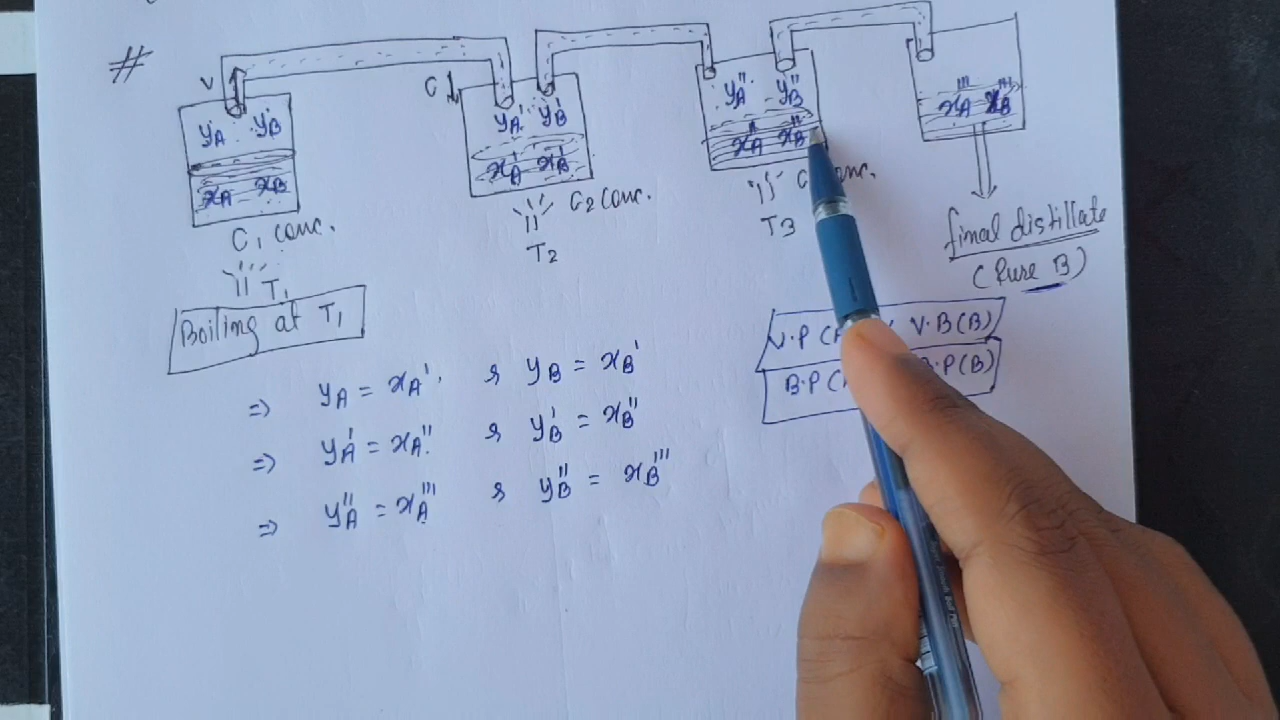 #
V
C
yA yB
xA xB
C₁ conc.
T₁
Boiling at T₁
yA' yB'
xA' xB'
C₂ conc.
T₂
yA" yB"
xA" xB"
T₃
xA''' xB'''
final distillate
(Pure B)
V.P V.B(B)
B.P .P(B)
⇒ yA = xA', & yB = xB'
⇒ yA' = xA". & yB' = xB"
⇒ yA" = xA''' & yB" = xB'''